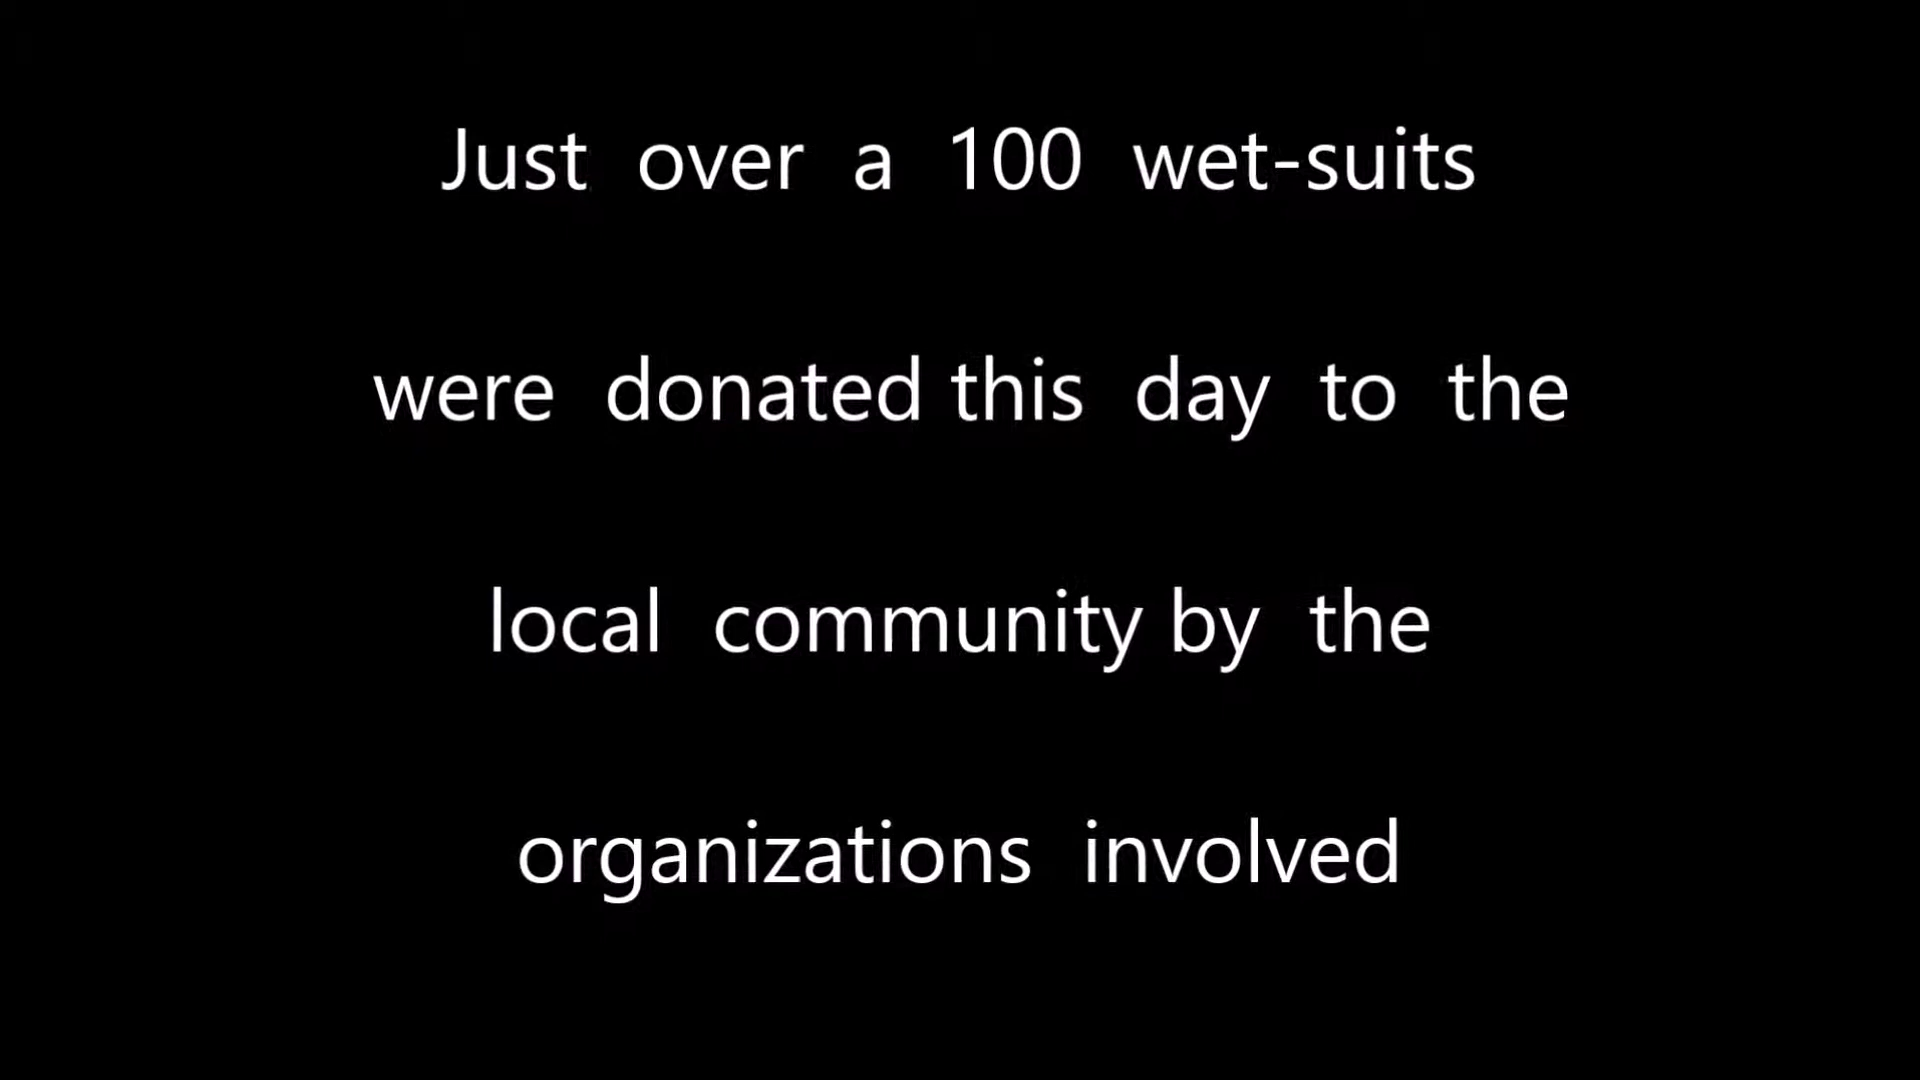 Just over a 100 wet-suits
were donated this day to the
local community by the
organizations involved